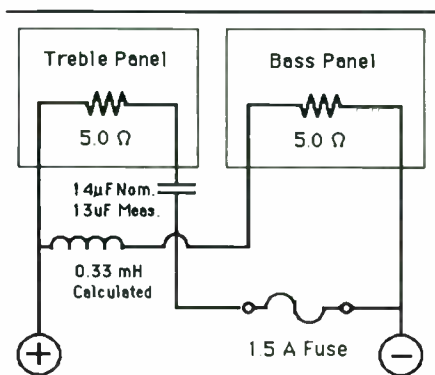 Treble Panel
Bass Panel
5.0 Ω
5.0 Ω
14µF Nom.
13uF Meas.
0.33 mH
Calculated
1.5 A Fuse
+
−